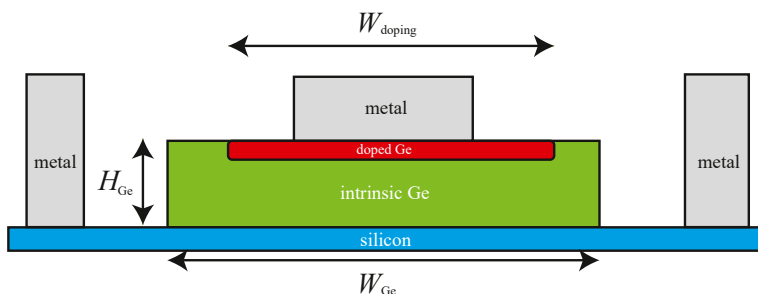 W_doping
metal
metal
metal
doped Ge
H_Ge
intrinsic Ge
silicon
W_Ge